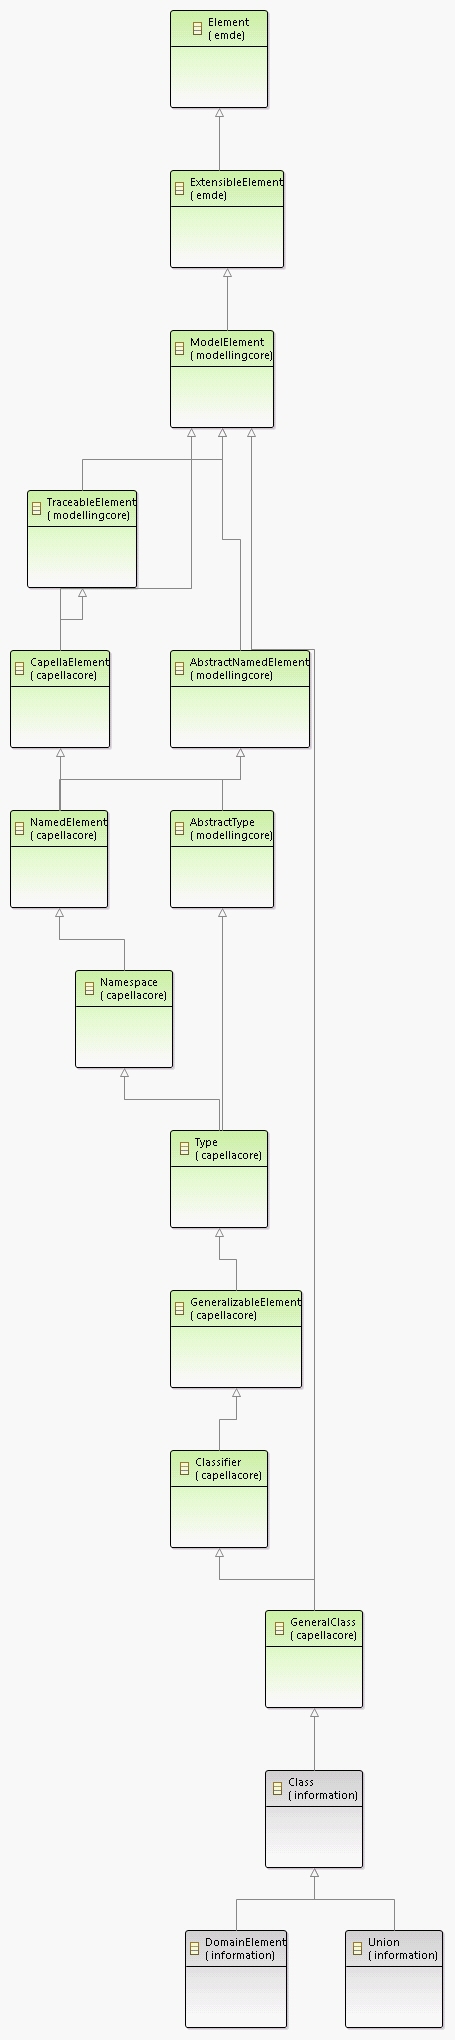 Element
( emde)
ExtensibleElement
( emde)
ModelElement
( modellingcore)
TraceableElement
( modellingcore)
CapellaElement
( capellacore)
AbstractNamedElement
( modellingcore)
NamedElement
( capellacore)
AbstractType
( modellingcore)
Namespace
( capellacore)
Type
( capellacore)
GeneralizableElement
( capellacore)
Classifier
( capellacore)
GeneralClass
( capellacore)
Class
( information)
DomainElement
( information)
Union
( information)